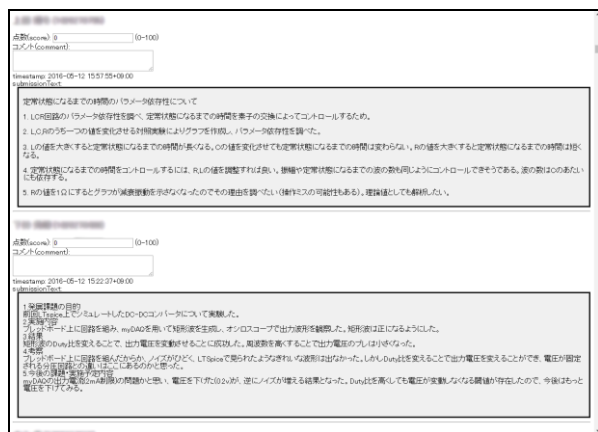 点数(score): 0 (0-100)
コメント(comment):
timestamp: 2016-05-12 15:57:55+09:00
submissionText:
定常状態になるまでの時間のパラメータ依存性について
1. LCR回路のパラメータ依存性を調べ、定常状態になるまでの時間を素子の交換によってコントロールするため。
2. L,C,Rのうち一つの値を変化させる対照実験によりグラフを作成し、パラメータ依存性を調べた。
3. Lの値を大きくすると定常状態になるまでの時間が長くなる。Cの値を変化させても定常状態になるまでの時間は変わらない。Rの値を大きくすると定常状態になるまでの時間は短く
なる。
4. 定常状態になるまでの時間をコントロールするには、R,Lの値を調整すれば良い。振幅や定常状態になるまでの波の数も同じようにコントロールできそうである。波の数はCのあたい
にも依存する。
5. Rの値を1Ωにするとグラフが減衰振動を示さなくなったのでその理由を調べたい(操作ミスの可能性もある)。理論値としても解析したい。
点数(score): 0 (0-100)
コメント(comment):
timestamp: 2016-05-12 15:22:37+09:00
submissionText:
1.発展課題の目的
前回LTspice上でシミュレートしたDC-DCコンバータについて実験した。
2.実施内容
ブレッドボード上に回路を組み、myDAQを用いて矩形波を生成し、オシロスコープで出力波形を観察した。矩形波は正になるようにした。
3.結果
矩形波のDuty比を変えることで、出力電圧を変動させることに成功した。周波数を高くすることで出力電圧のブレは小さくなった。
4.考察
ブレッドボード上に回路を組んだからか、ノイズがひどく、LTSpiceで見られたようなきれいな波形は出なかった。しかしDuty比を変えることで出力電圧を変えることができ、電圧が固定
される分圧回路との違いはここにあるのかと思った。
5.今後の課題・実施予定内容
myDAQの出力電流(2mA制限)の問題かと思い、電圧を下げた(0.2v)が、逆にノイズが増える結果となった。Duty比を高くしても電圧が変動しなくなる閾値が存在したので、今後はもっと
電圧を下げてみる。